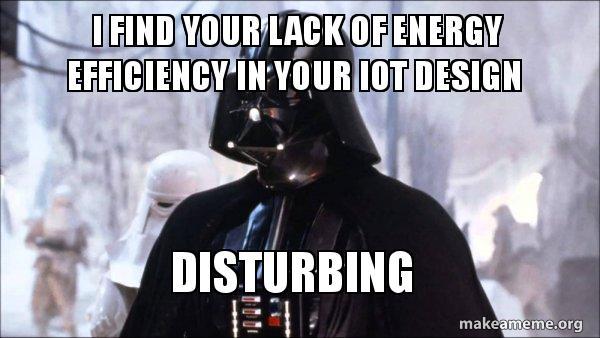 I FIND YOUR LACK OF ENERGY
EFFICIENCY IN YOUR IOT DESIGN
DISTURBING
makeameme.org